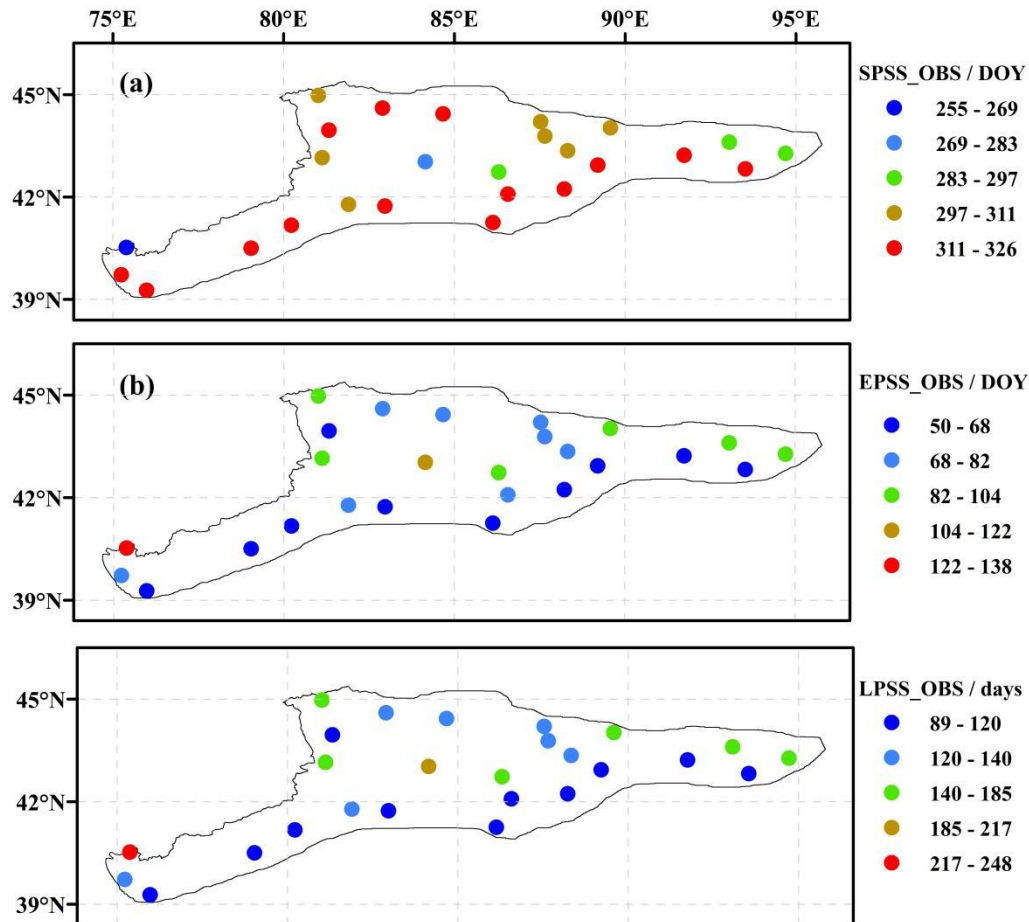 75°E 80°E 85°E 90°E 95°E
(a)
45°N
42°N
39°N
SPSS_OBS / DOY
255 - 269
269 - 283
283 - 297
297 - 311
311 - 326
(b)
45°N
42°N
39°N
EPSS_OBS / DOY
50 - 68
68 - 82
82 - 104
104 - 122
122 - 138
45°N
42°N
39°N
LPSS_OBS / days
89 - 120
120 - 140
140 - 185
185 - 217
217 - 248